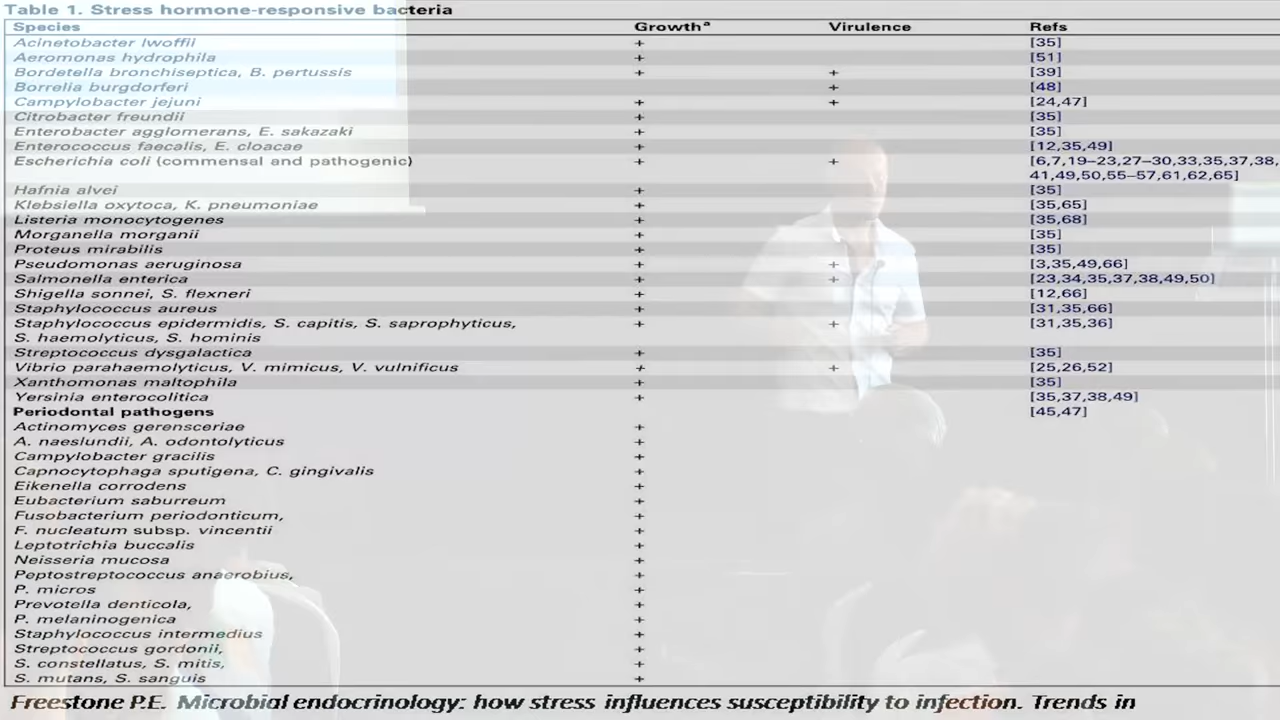 Table 1. Stress hormone-responsive bacteria
Species Growthª Virulence Refs
Acinetobacter lwoffii + [35]
Aeromonas hydrophila + [51]
Bordetella bronchiseptica, B. pertussis + + [39]
Borrelia burgdorferi + [48]
Campylobacter jejuni + + [24,47]
Citrobacter freundii + [35]
Enterobacter agglomerans, E. sakazaki + [35]
Enterococcus faecalis, E. cloacae + [12,35,49]
Escherichia coli (commensal and pathogenic) + + [6,7,19–23,27–30,33,35,37,38,
41,49,50,55–57,61,62,65]
Hafnia alvei + [35]
Klebsiella oxytoca, K. pneumoniae + [35,65]
Listeria monocytogenes + [35,68]
Morganella morganii + [35]
Proteus mirabilis + [35]
Pseudomonas aeruginosa + + [3,35,49,66]
Salmonella enterica + + [23,34,35,37,38,49,50]
Shigella sonnei, S. flexneri + [12,66]
Staphylococcus aureus + [31,35,66]
Staphylococcus epidermidis, S. capitis, S. saprophyticus, + + [31,35,36]
S. haemolyticus, S. hominis
Streptococcus dysgalactica + [35]
Vibrio parahaemolyticus, V. mimicus, V. vulnificus + + [25,26,52]
Xanthomonas maltophila + [35]
Yersinia enterocolitica + [35,37,38,49]
Periodontal pathogens [45,47]
Actinomyces gerensceriae +
A. naeslundii, A. odontolyticus +
Campylobacter gracilis +
Capnocytophaga sputigena, C. gingivalis +
Eikenella corrodens +
Eubacterium saburreum +
Fusobacterium periodonticum, +
F. nucleatum subsp. vincentii +
Leptotrichia buccalis +
Neisseria mucosa +
Peptostreptococcus anaerobius, +
P. micros +
Prevotella denticola, +
P. melaninogenica +
Staphylococcus intermedius +
Streptococcus gordonii, +
S. constellatus, S. mitis, +
S. mutans, S. sanguis +
Freestone P.E. Microbial endocrinology: how stress influences susceptibility to infection. Trends in